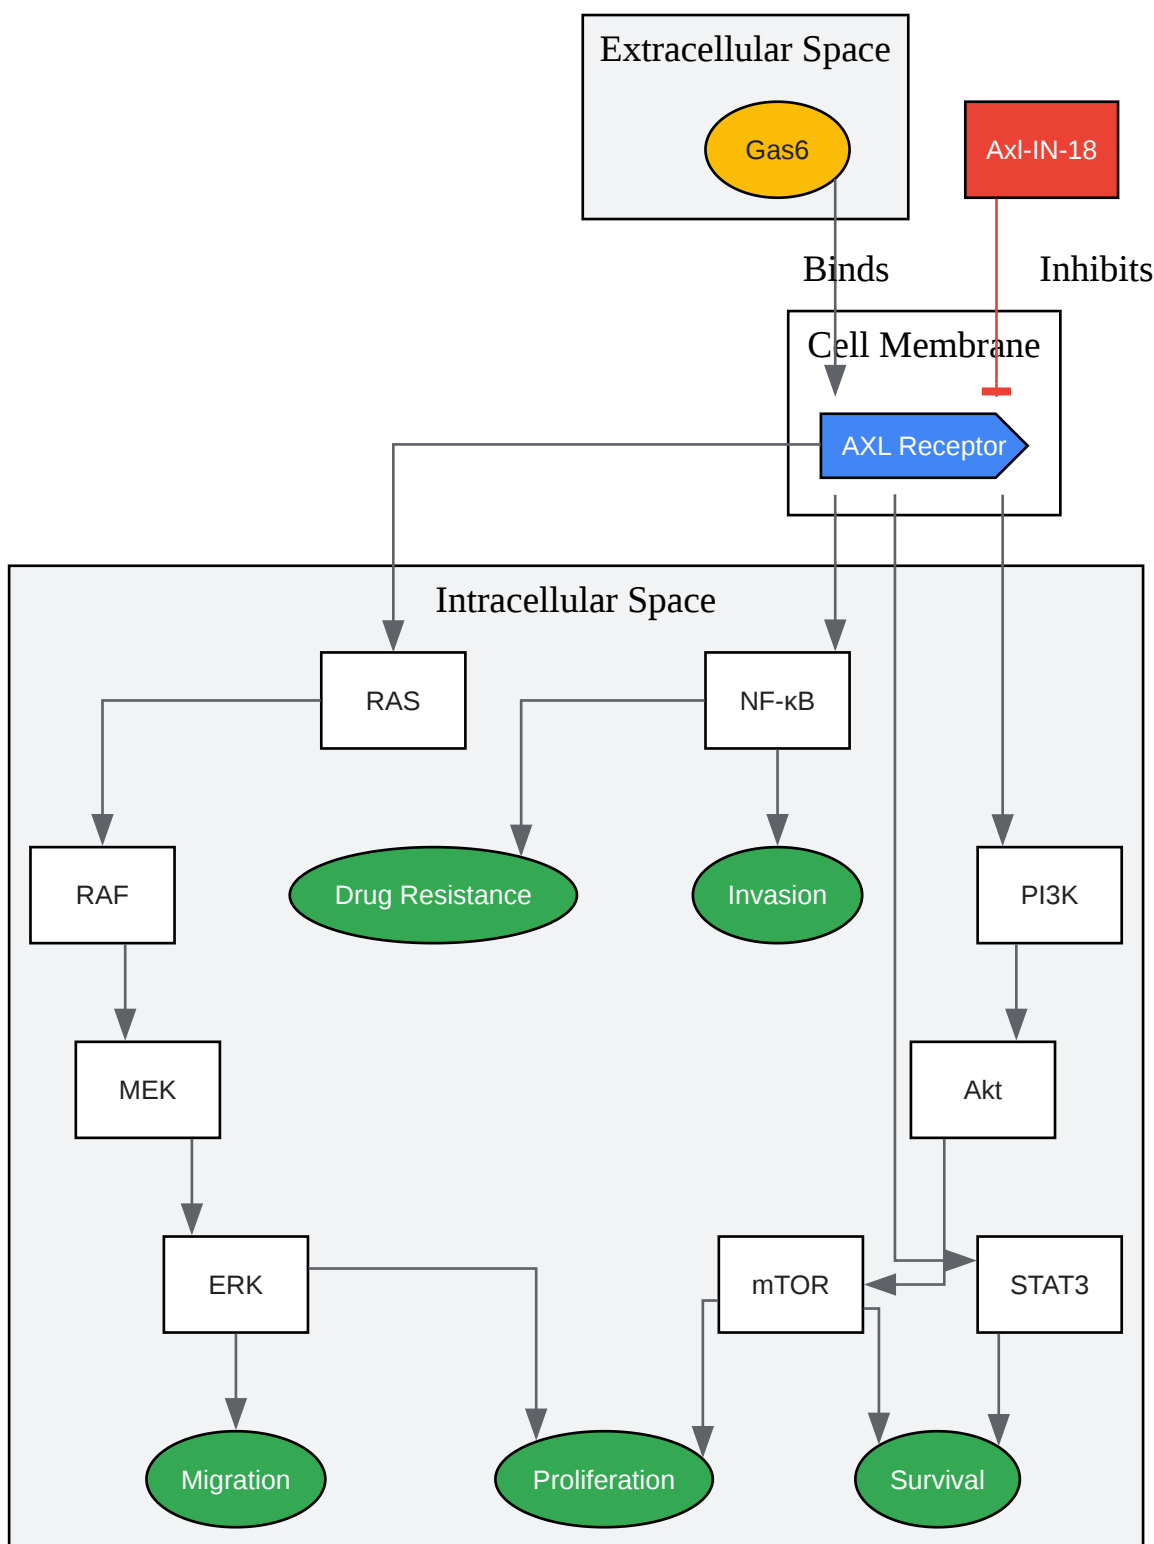 Extracellular Space
Gas6
Axl-IN-18
Binds
Inhibits
Cell Membrane
AXL Receptor
Intracellular Space
RAS
NF-κB
RAF
Drug Resistance
Invasion
PI3K
MEK
Akt
ERK
mTOR
STAT3
Migration
Proliferation
Survival